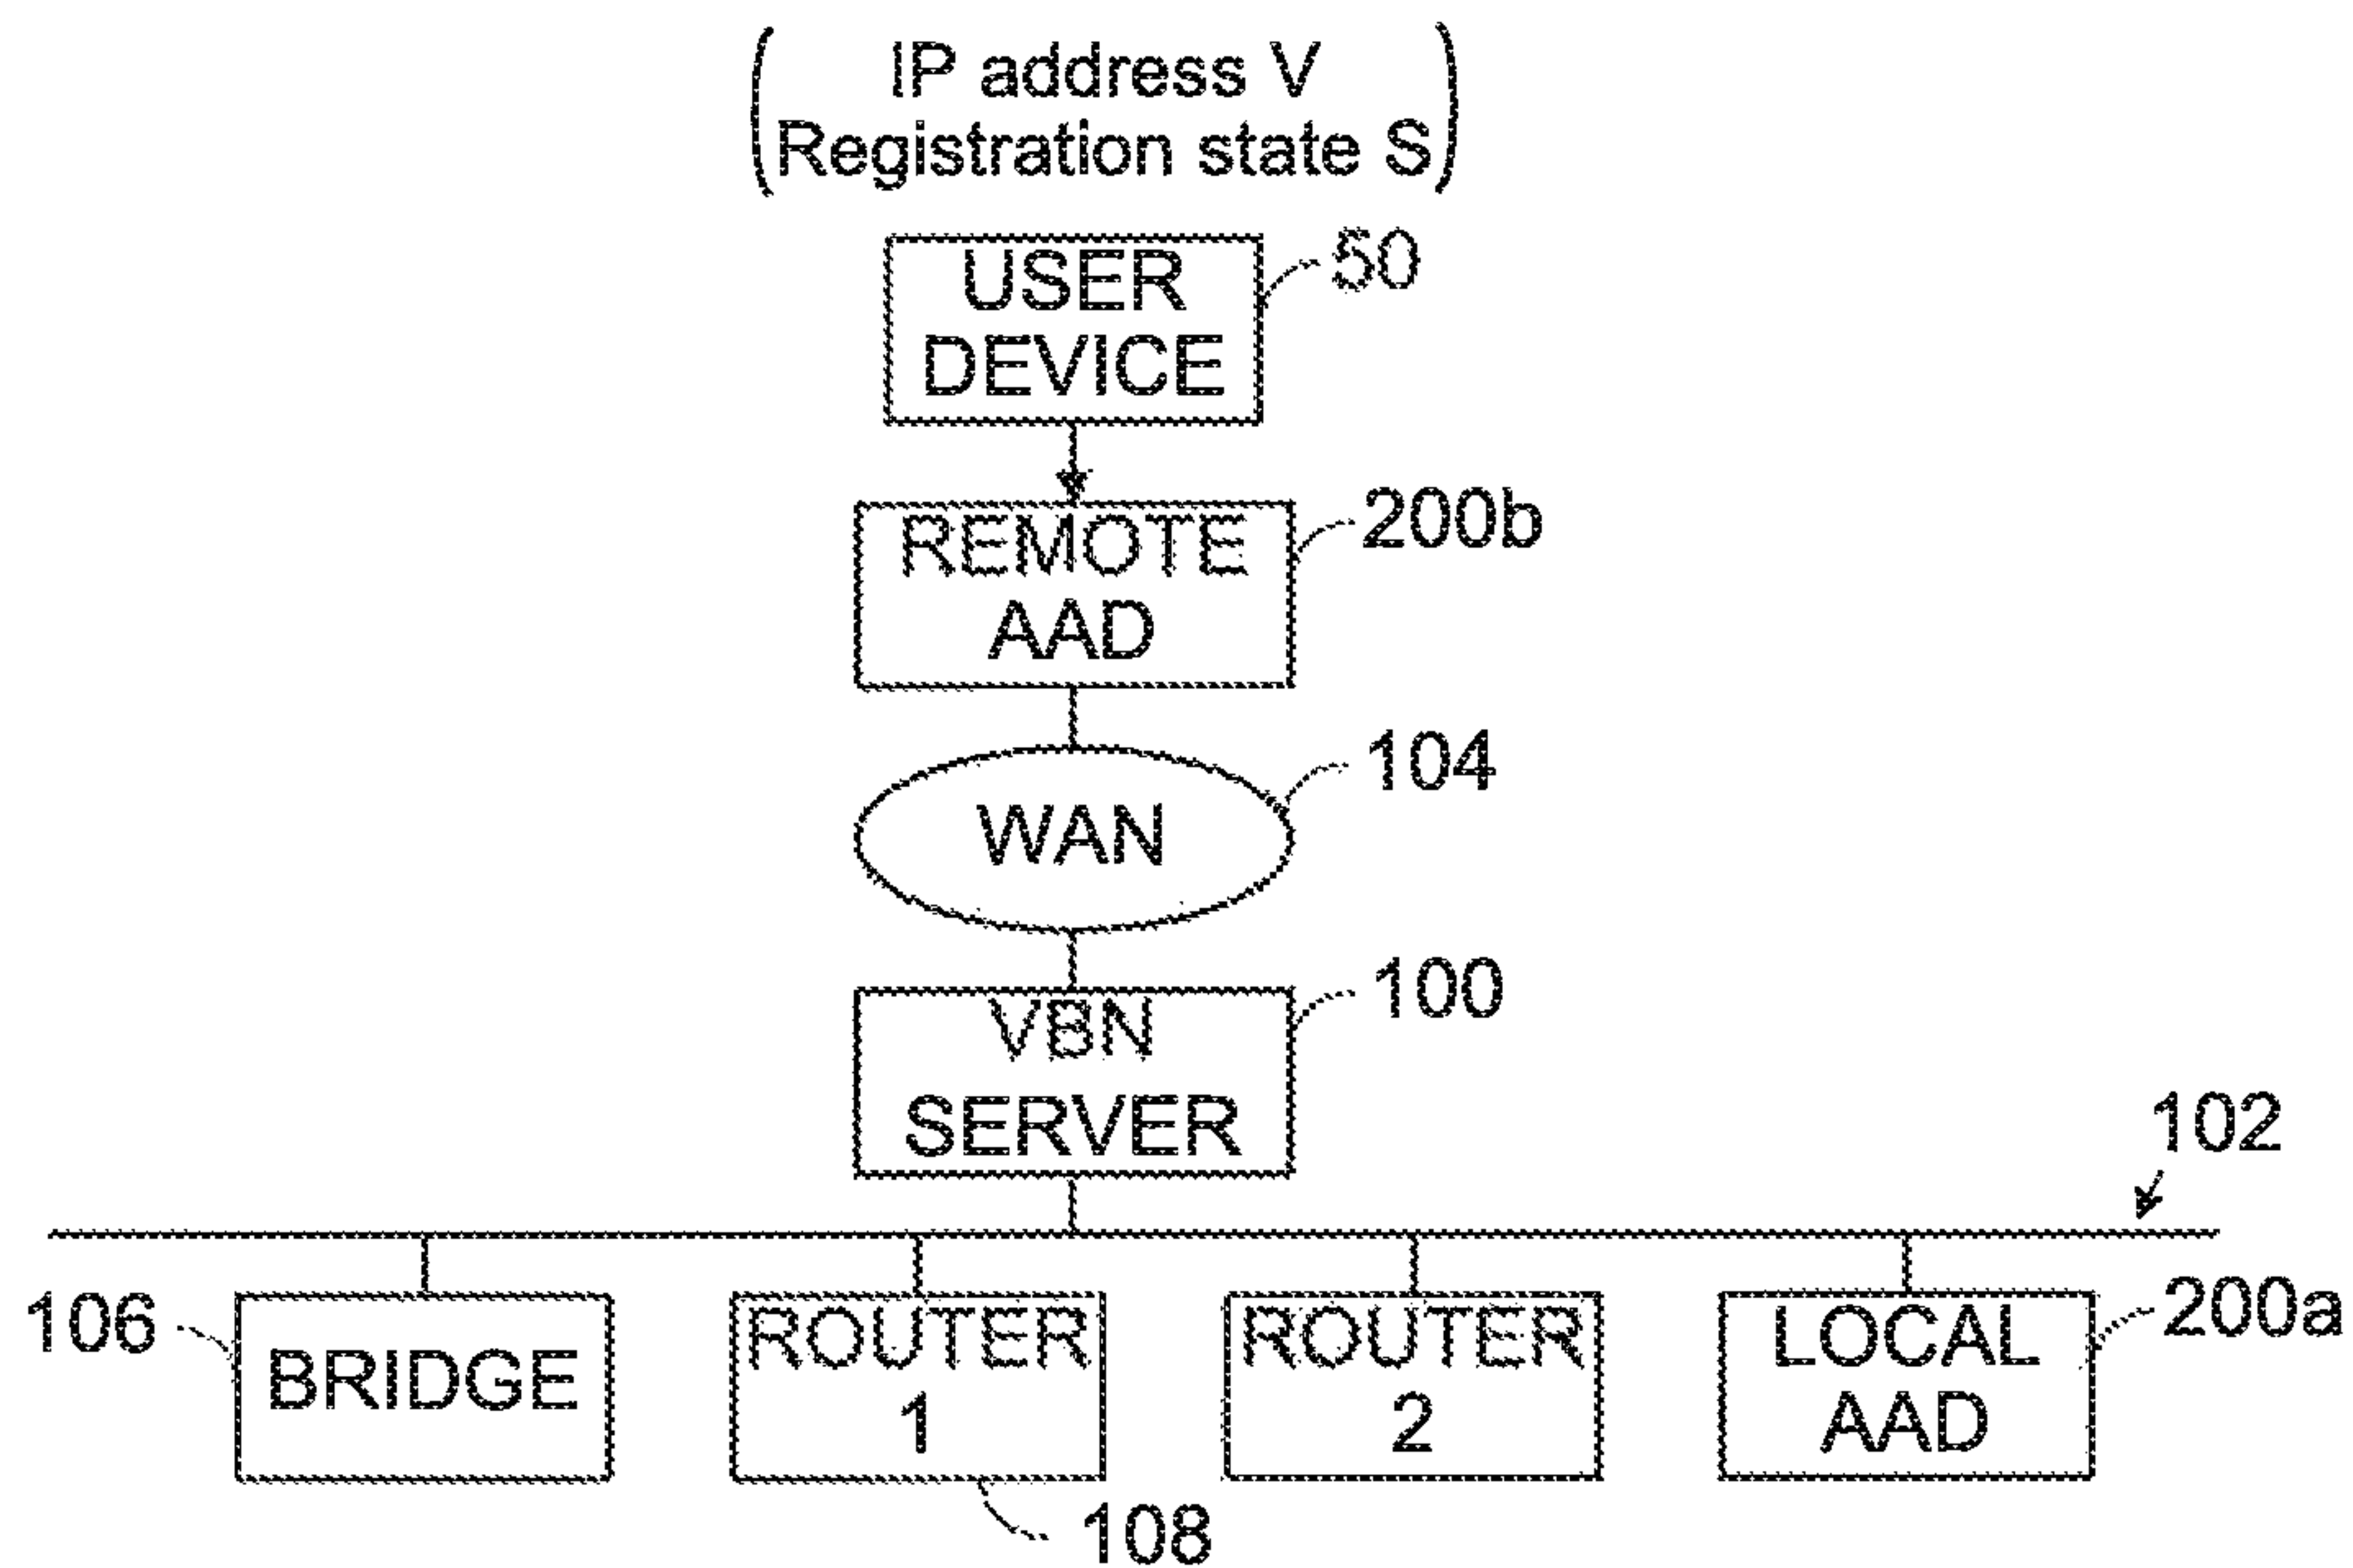 IP address V
Registration state S
USER
DEVICE
50
REMOTE
AAD
200b
WAN
104
VBN
SERVER
100
102
106
BRIDGE
ROUTER
1
108
ROUTER
2
LOCAL
AAD
200a